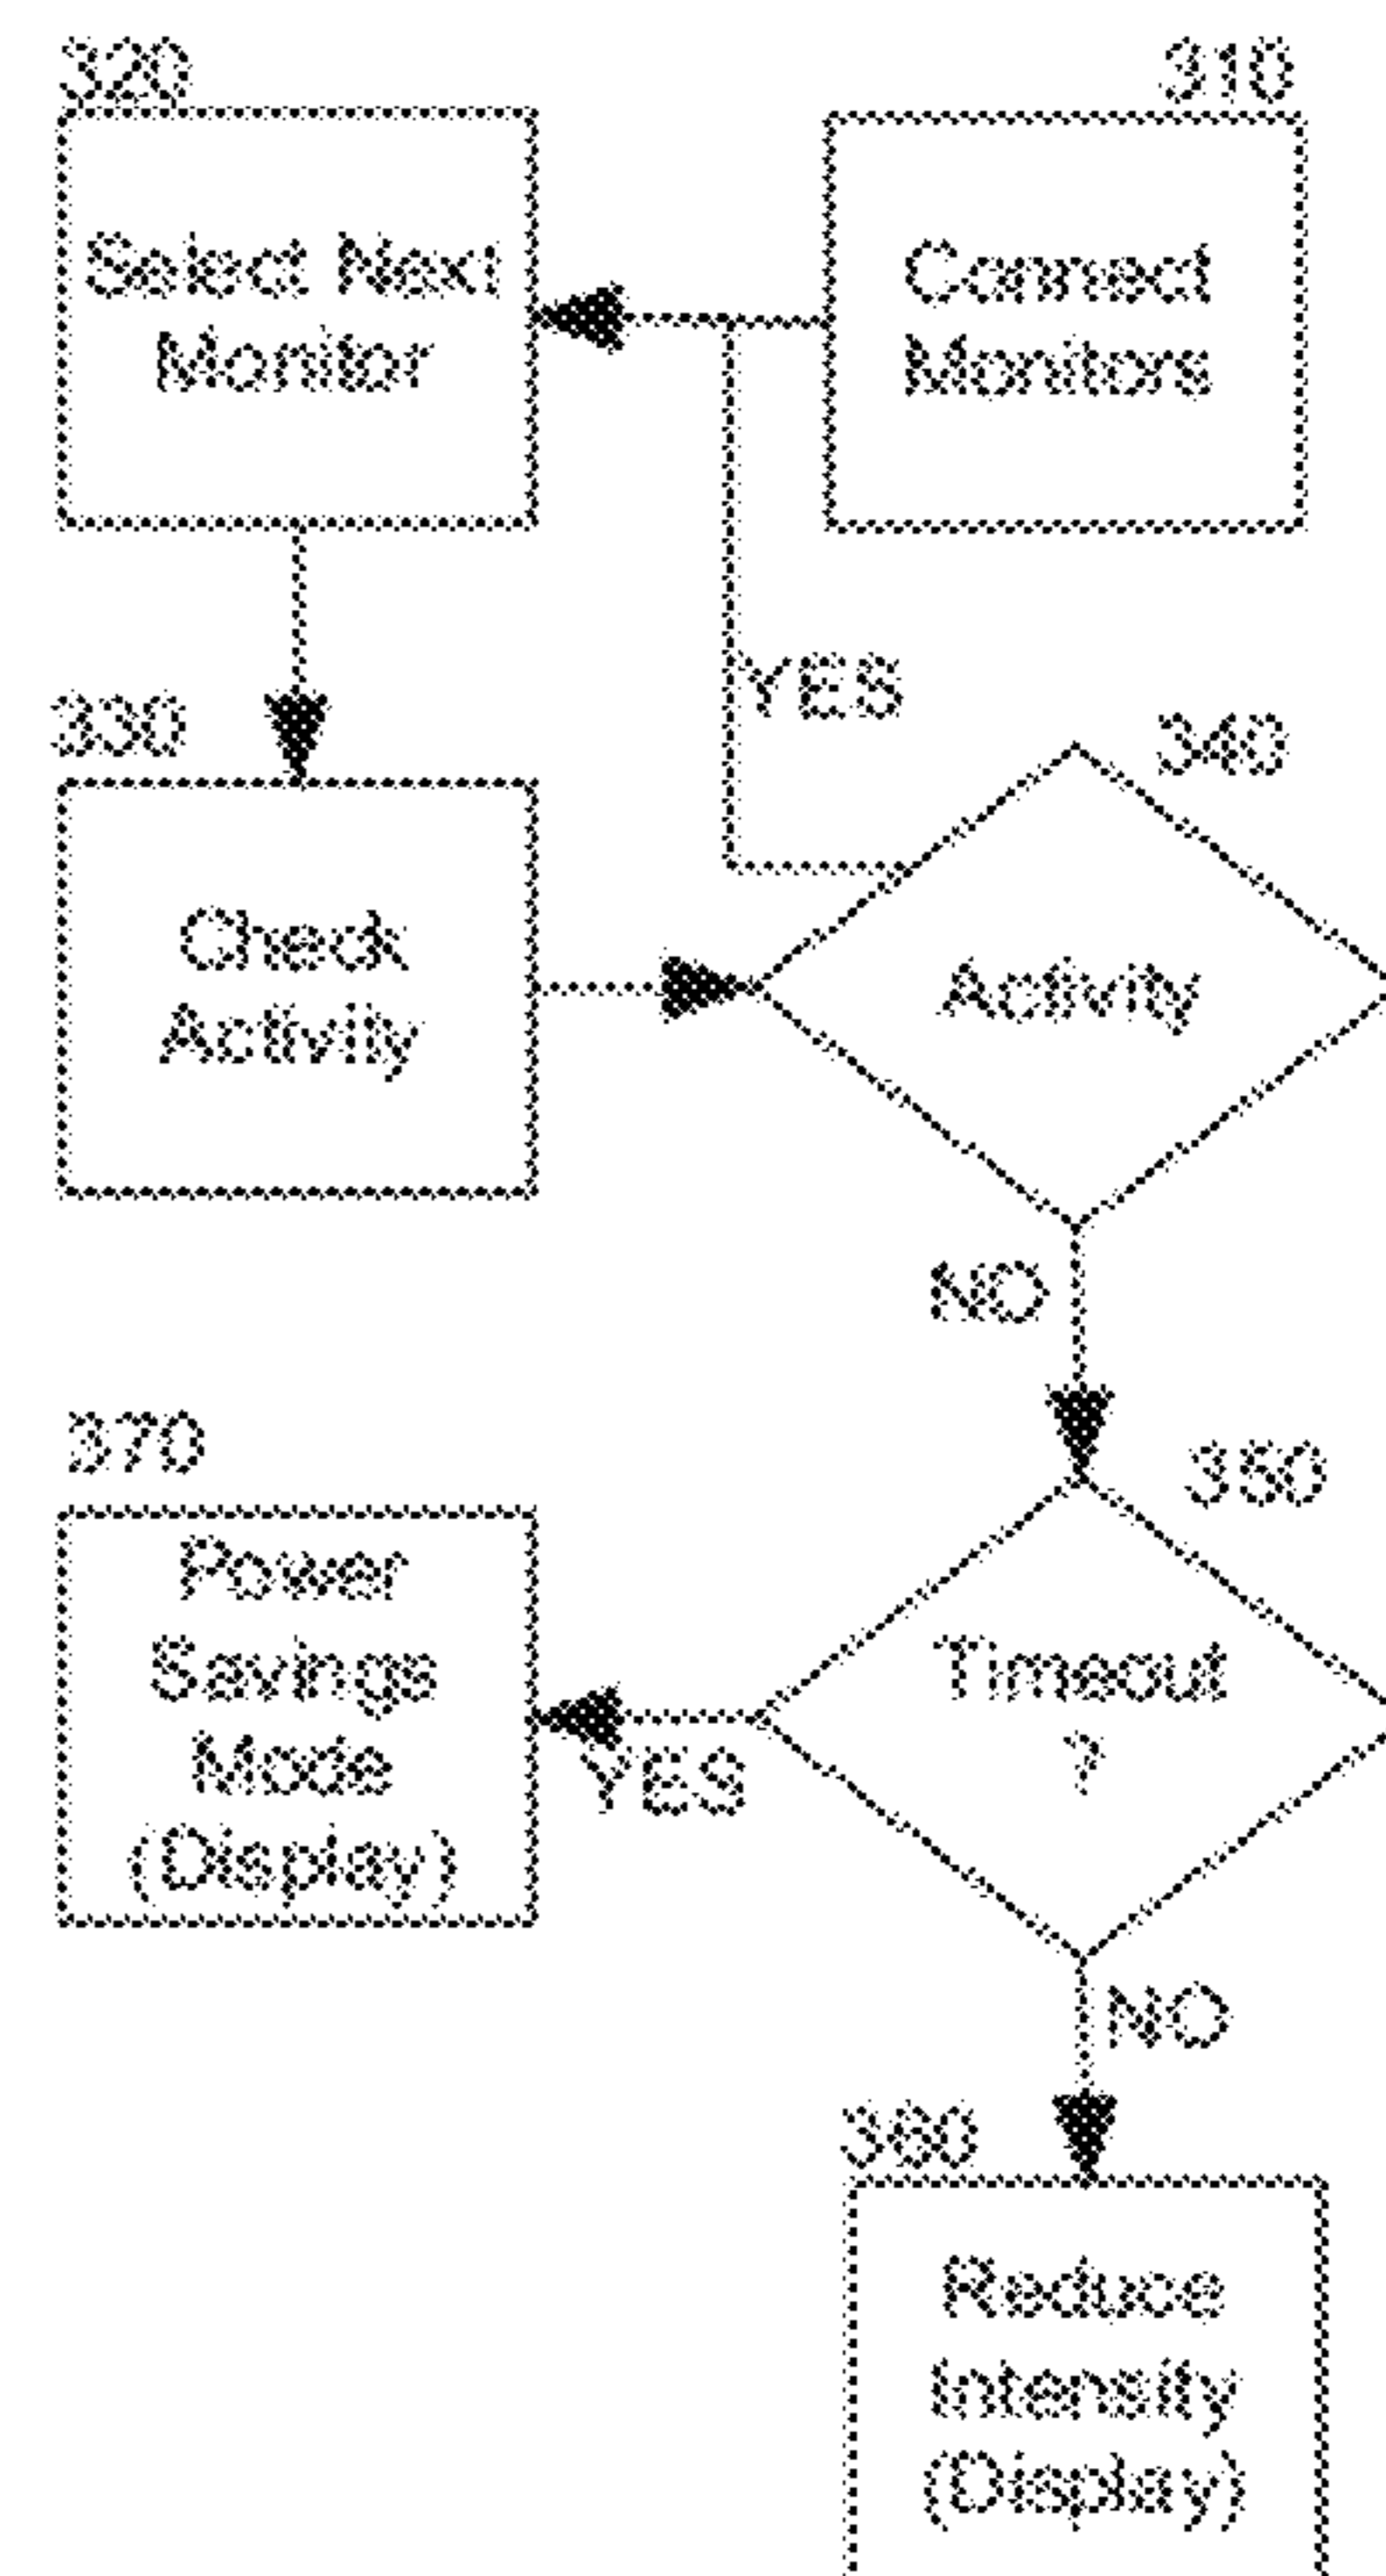 320
310
Select Next
Monitor
Connect
Monitors
YES
330
340
Check
Activity
Activity
NO
370
350
Power
Savings
Mode
(Display)
Timeout
?
YES
NO
360
Reduce
Intensity
(Display)